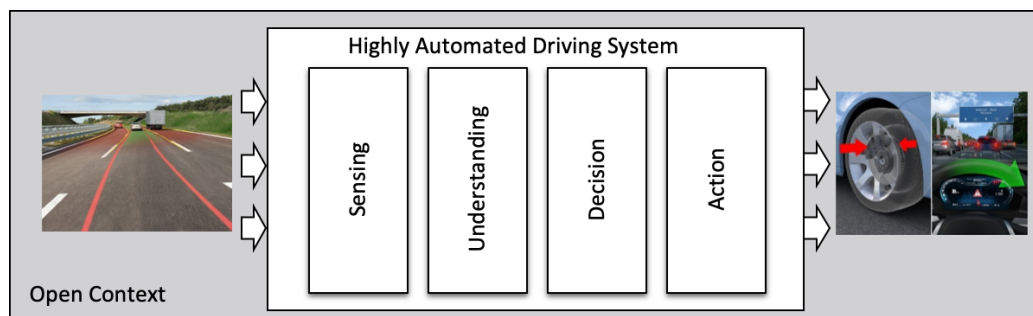 Highly Automated Driving System
Sensing
Understanding
Decision
Action
Open Context